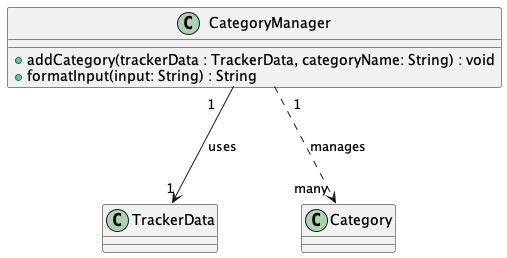 C CategoryManager
addCategory(trackerData : TrackerData, categoryName: String) : void
formatInput(input: String) : String
1 1
uses manages
1 many
C TrackerData C Category